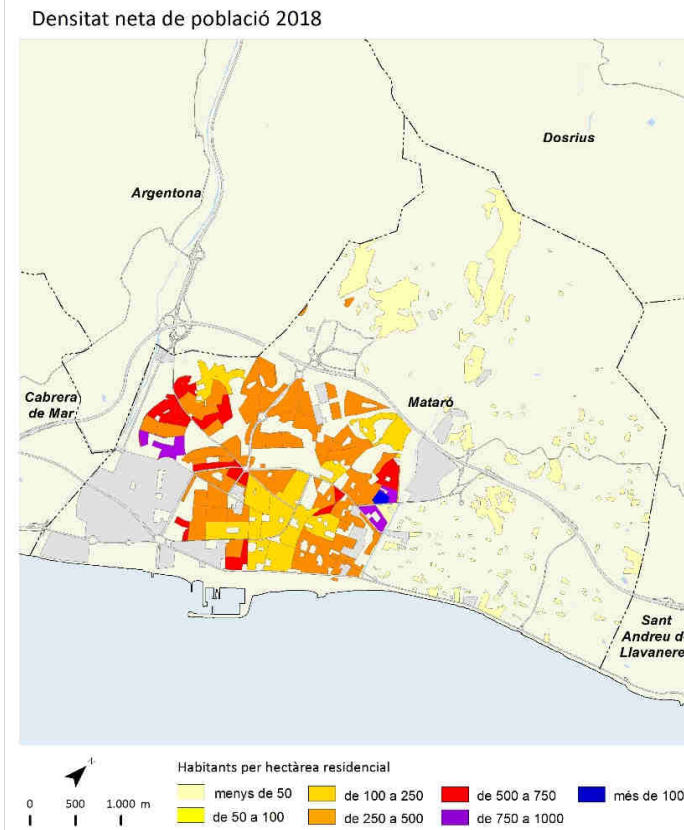 Densitat neta de població 2018
Dosrius
Argentona
Cabrera
de Mar
Mataró
Sant
Andreu de
Llavanere
Habitants per hectàrea residencial
menys de 50
de 100 a 250
de 500 a 750
més de 100
de 50 a 100
de 250 a 500
de 750 a 1000
0 500 1.000 m